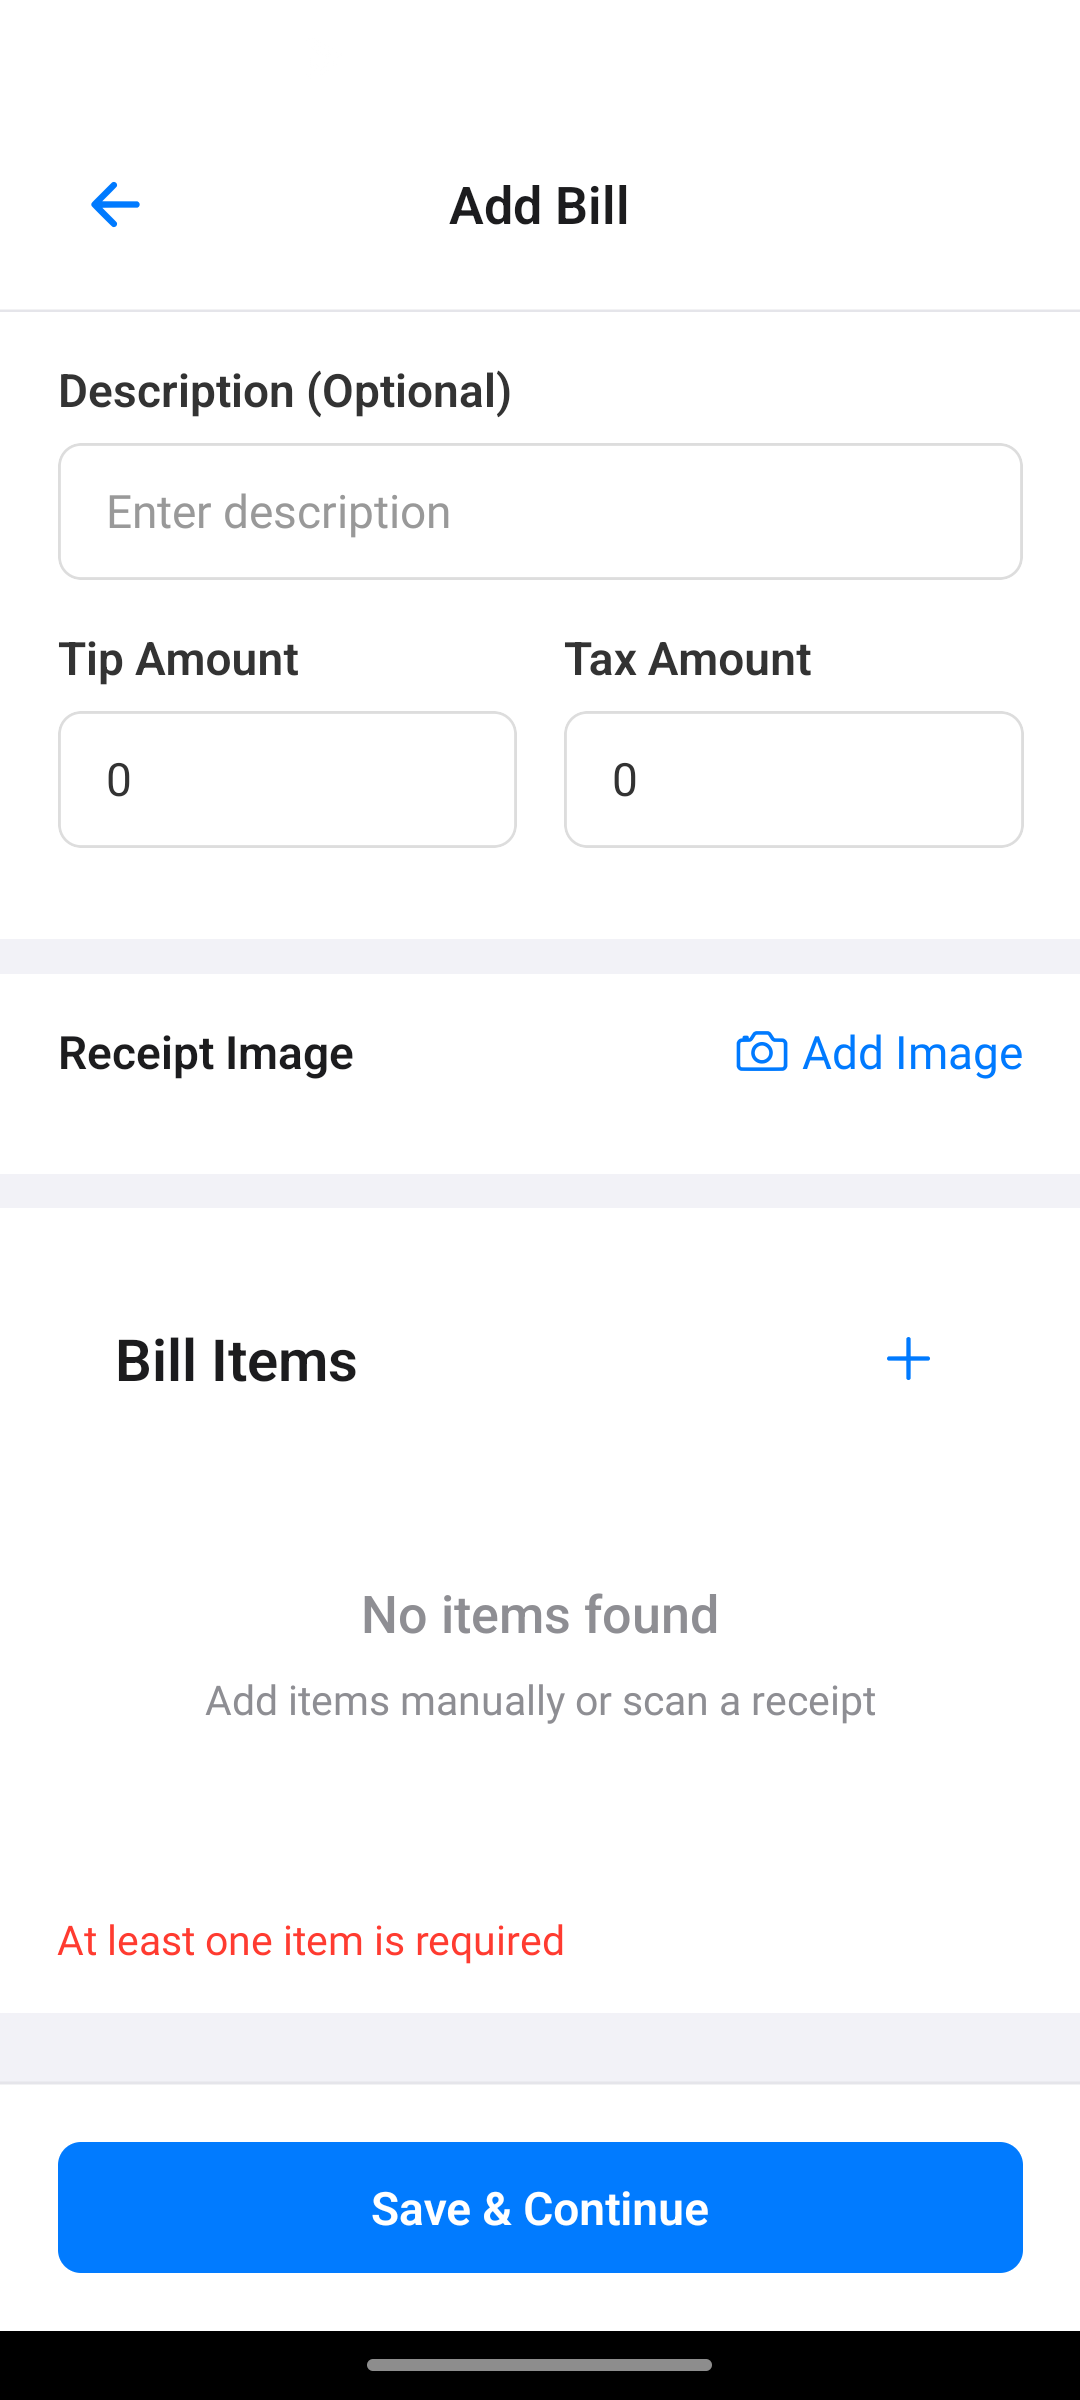 Add Bill
Description (Optional)
Enter description
Tip Amount
Tax Amount
0
0
Receipt Image
Add Image
Bill Items
No items found
Add items manually or scan a receipt
At least one item is required
Save & Continue